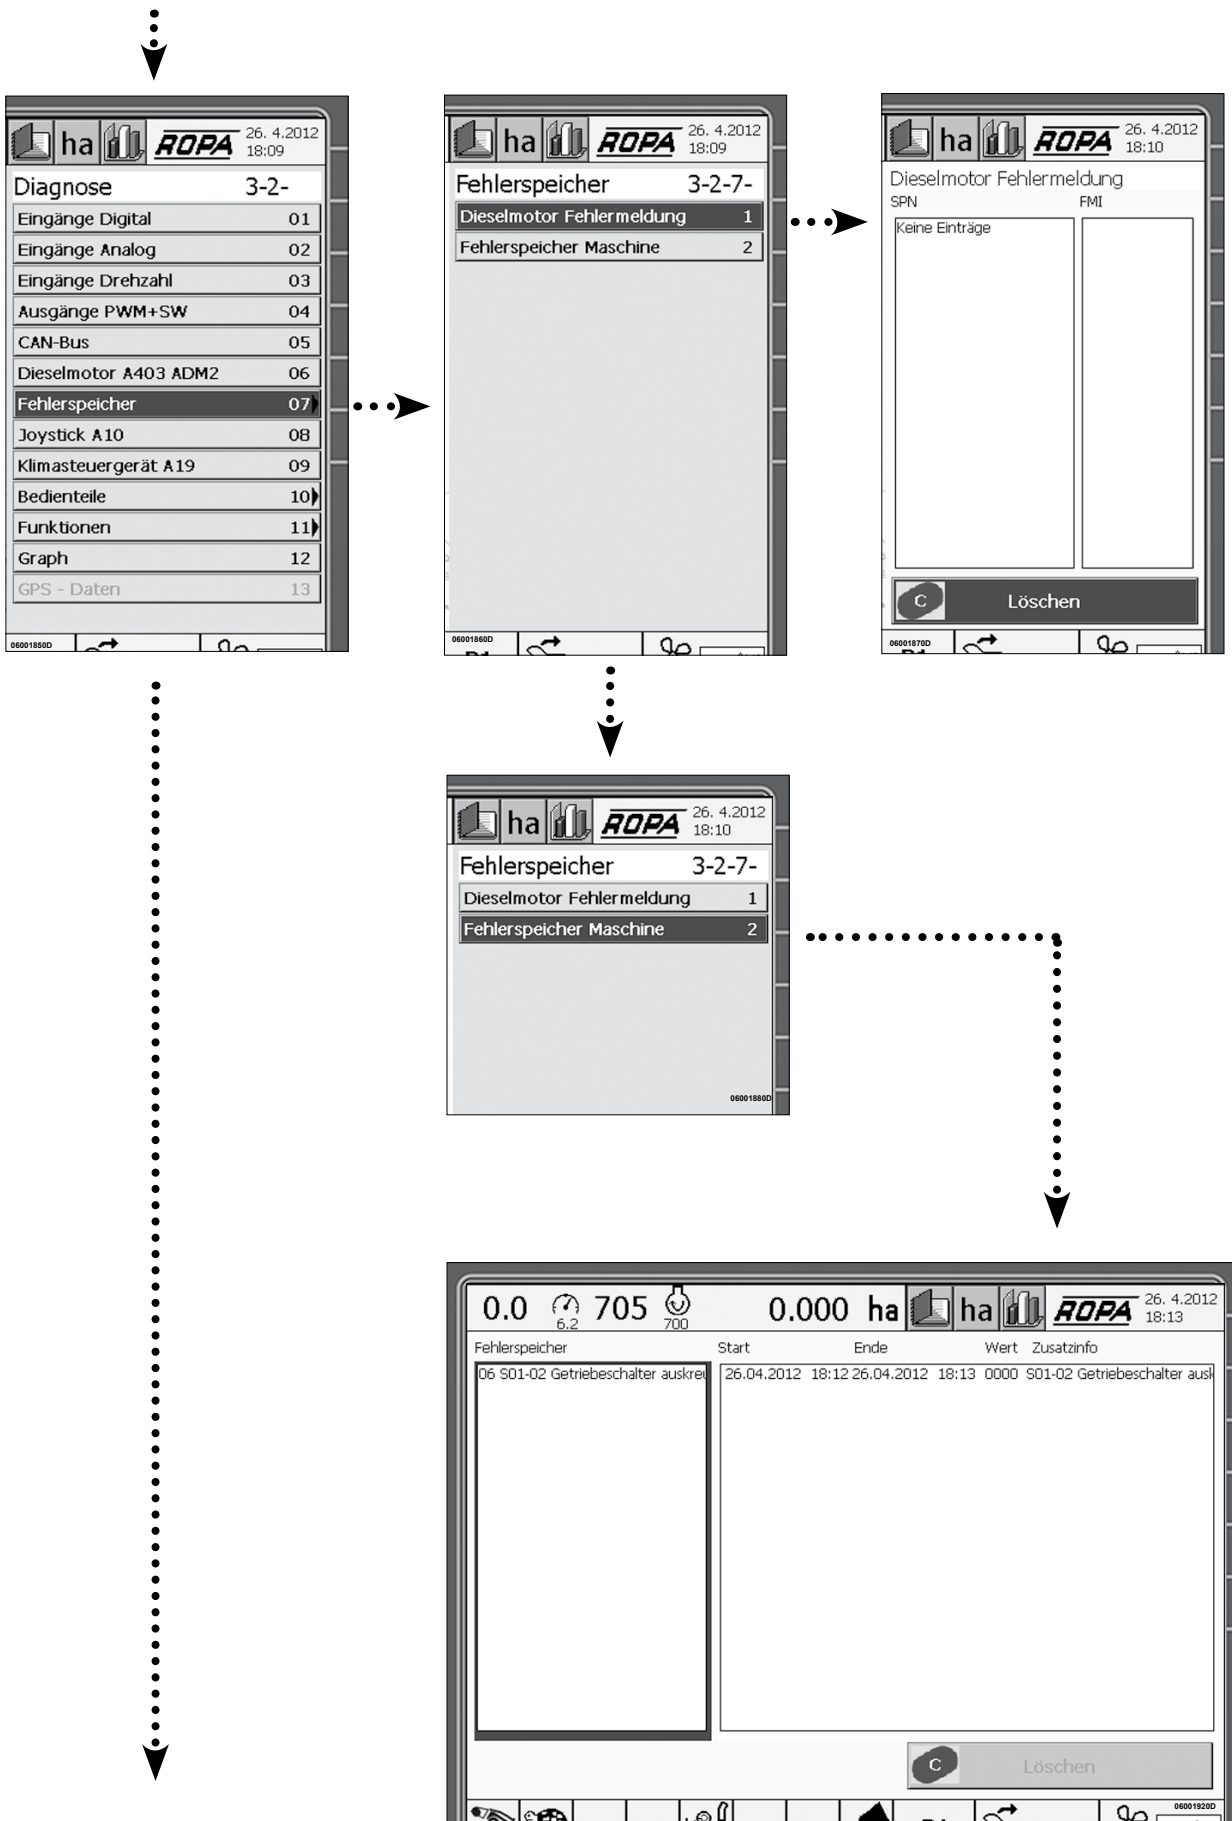 ha
ROPA
26. 4.2012
18:09
Diagnose 3-2-
Eingänge Digital 01
Eingänge Analog 02
Eingänge Drehzahl 03
Ausgänge PWM+SW 04
CAN-Bus 05
Dieselmotor A403 ADM2 06
Fehlerspeicher 07
Joystick A10 08
Klimasteuergerät A19 09
Bedienteile 10
Funktionen 11
Graph 12
GPS - Daten 13
06001850D
ha
ROPA
26. 4.2012
18:09
Fehlerspeicher 3-2-7-
Dieselmotor Fehlermeldung 1
Fehlerspeicher Maschine 2
06001860D
ha
ROPA
26. 4.2012
18:10
Dieselmotor Fehlermeldung
SPN FMI
Keine Einträge
C Löschen
06001870D
ha
ROPA
26. 4.2012
18:10
Fehlerspeicher 3-2-7-
Dieselmotor Fehlermeldung 1
Fehlerspeicher Maschine 2
06001880D
0.0 6.2 705 700 0.000 ha ha ROPA 26. 4.2012
18:13
Fehlerspeicher Start Ende Wert Zusatzinfo
06 S01-02 Getriebeschalter auskreu 26.04.2012 18:12 26.04.2012 18:13 0000 S01-02 Getriebeschalter ausk
C Löschen
06001920D